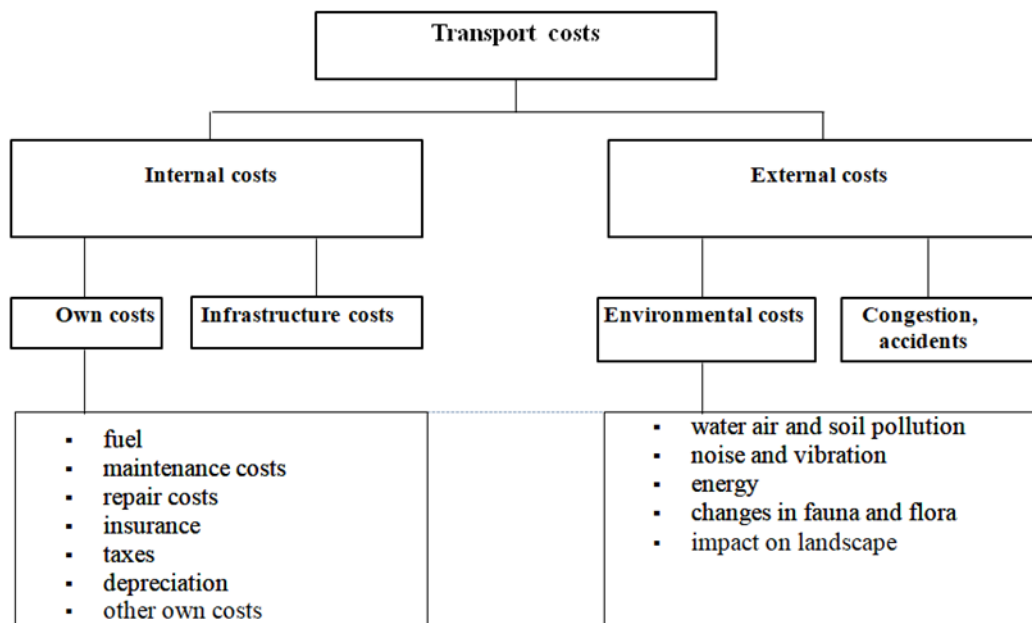 Transport costs
Internal costs
External costs
Own costs
Infrastructure costs
Environmental costs
Congestion,
accidents
▪ fuel
▪ maintenance costs
▪ repair costs
▪ insurance
▪ taxes
▪ depreciation
▪ other own costs
▪ water air and soil pollution
▪ noise and vibration
▪ energy
▪ changes in fauna and flora
▪ impact on landscape